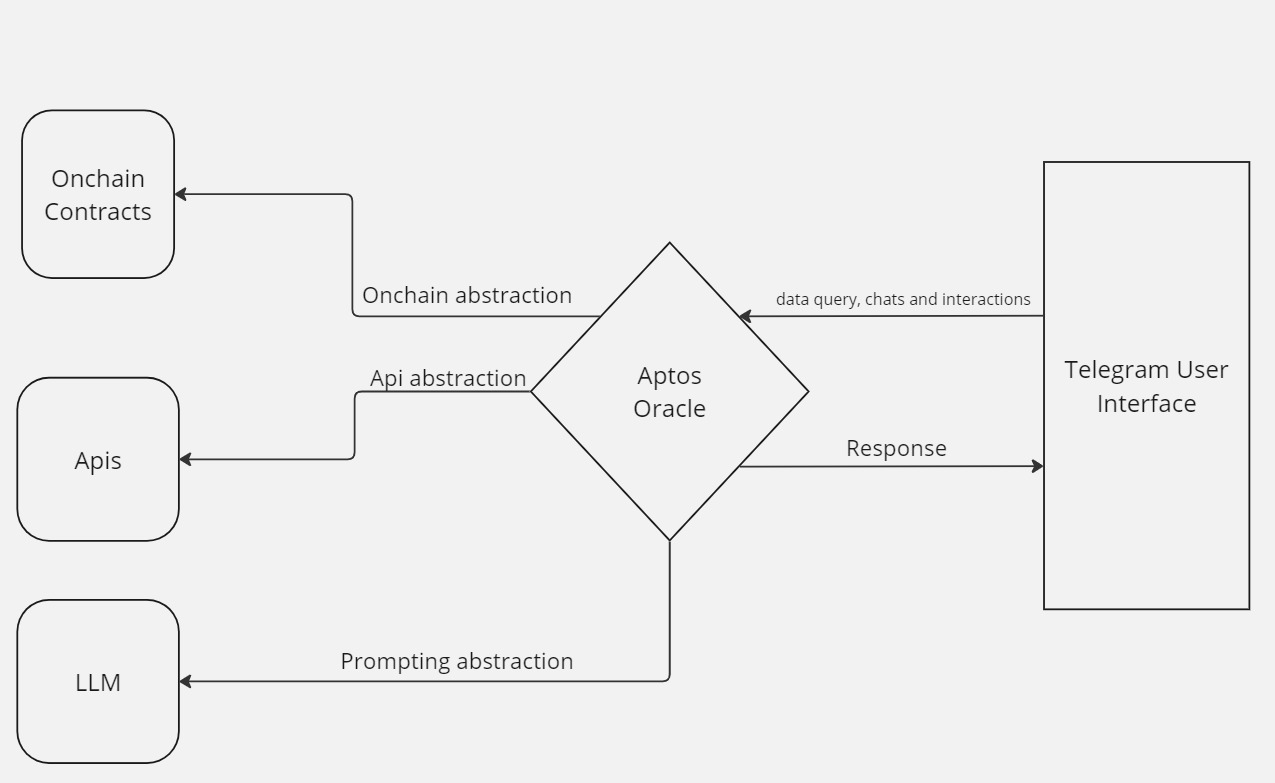 Onchain
Contracts
Onchain abstraction
data query, chats and interactions
Api abstraction
Aptos
Oracle
Telegram User
Interface
Apis
Response
Prompting abstraction
LLM